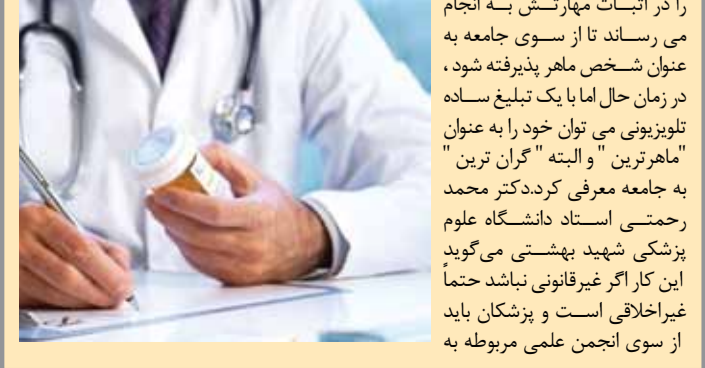 را در اثبات مهارتش به انجام
می رساند تا از سوی جامعه به
عنوان شخص ماهر پذیرفته شود ،
در زمان حال اما با یک تبلیغ ساده
تلویزیونی می توان خود را به عنوان
"ماهرترین " و البته " گران ترین "
به جامعه معرفی کرد.دکتر محمد
رحمتی استاد دانشگاه علوم
پزشکی شهید بهشتی می‌گوید
این کار اگر غیرقانونی نباشد حتماً
غیراخلاقی است و پزشکان باید
از سوی انجمن علمی مربوطه به